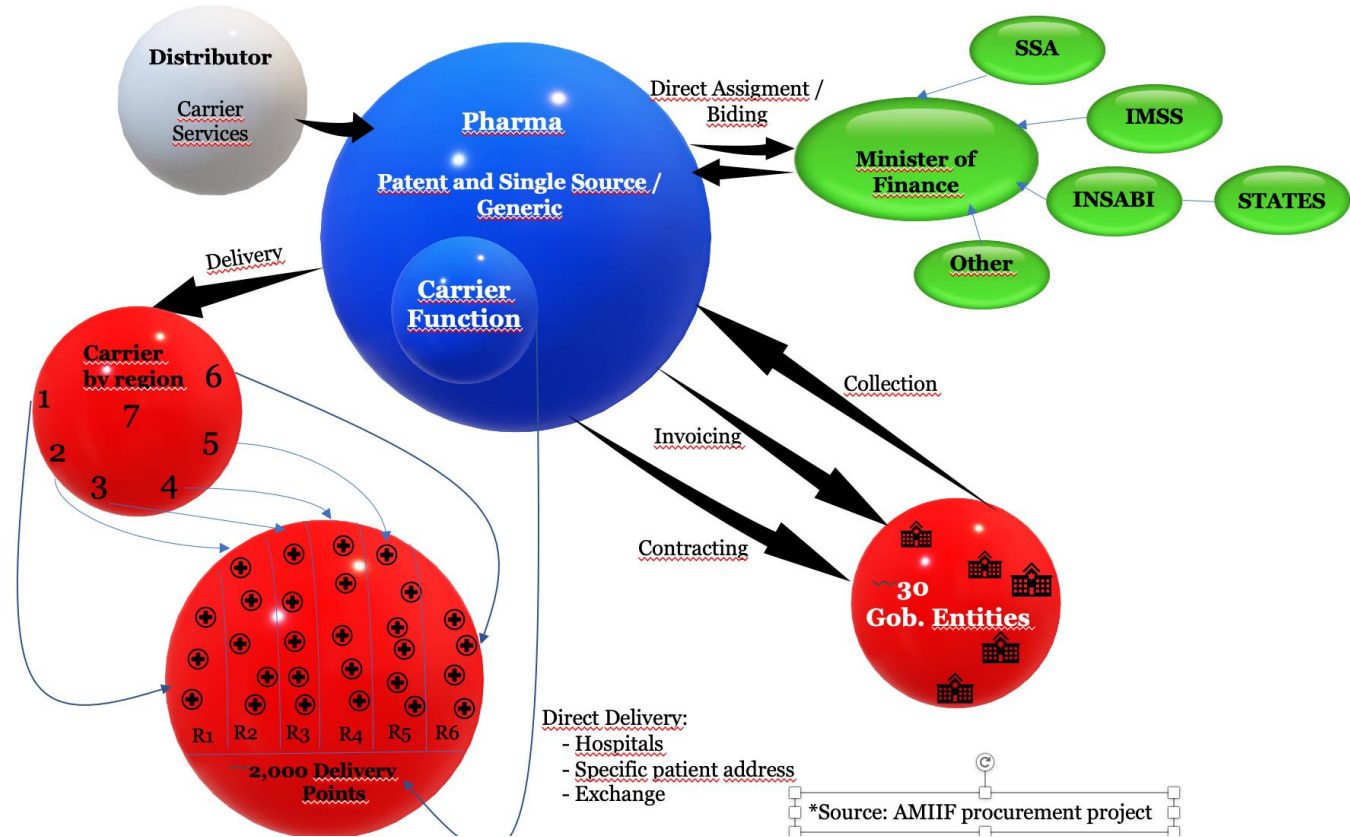 Distributor
Carrier
Services
Pharma
Patent and Single Source /
Generic
Carrier
Function
Direct Assigment /
Biding
SSA
IMSS
Minister of
Finance
INSABI
STATES
Other
Delivery
Carrier
by region
1
2
3
4
5
6
7
Collection
Invoicing
Contracting
~30
Gob. Entities
R1
R2
R3
R4
R5
R6
~2,000 Delivery
Points
Direct Delivery:
- Hospitals
- Specific patient address
- Exchange
*Source: AMIIF procurement project